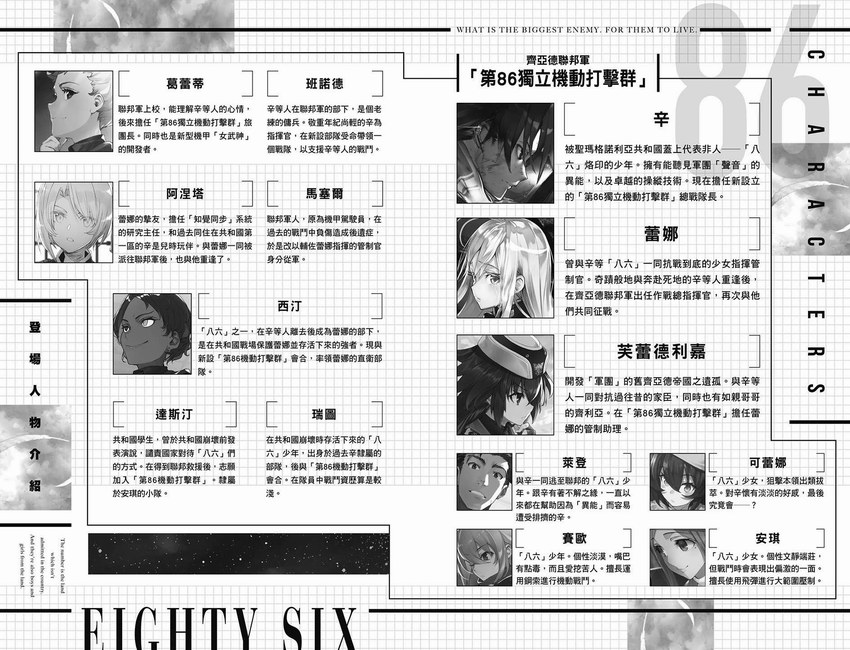 WHAT IS THE BIGGEST ENEMY. FOR THEM TO LIVE.
86
CHARACTERS
齊亞德聯邦軍
「第86獨立機動打擊群」
辛
被聖瑪格諾利亞共和國蓋上代表非人——「八
六」烙印的少年。擁有能聽見軍團「聲音」的
異能，以及卓越的操縱技術。現在擔任新設立
的「第86獨立機動打擊群」總戰隊長。
蕾娜
曾與辛等「八六」一同抗戰到底的少女指揮管
制官。奇蹟般地與奔赴死地的辛等人重逢後，
在齊亞德聯邦軍出任作戰總指揮官，再次與他
們共同征戰。
芙蕾德利嘉
開發「軍團」的舊齊亞德帝國之遺孤。與辛等
人一同對抗過往昔的家臣，同時也有如親哥哥
的齊利亞。在「第86獨立機動打擊群」擔任蕾
娜的管制助理。
萊登
與辛一同逃至聯邦的「八六」少
年。跟辛有著不解之緣，一直以
來都在幫助因為「異能」而容易
遭受排擠的辛。
可蕾娜
「八六」少女，狙擊本領出類拔
萃。對辛懷有淡淡的好感，最後
究竟會——？
賽歐
「八六」少年。個性淡漠，嘴巴
有點毒，而且愛挖苦人。擅長運
用鋼索進行機動戰鬥。
安琪
「八六」少女。個性文靜端莊，
但戰鬥時會表現出偏激的一面。
擅長使用飛彈進行大範圍壓制。
葛蕾蒂
聯邦軍上校，能理解辛等人的心情，
後來擔任「第86獨立機動打擊群」旅
團長。同時也是新型機甲「女武神」
的開發者。
班諾德
辛等人在聯邦軍的部下，是個老
練的傭兵。敬重年紀尚輕的辛為
指揮官，在新設部隊受命帶領一
個戰隊，以支援辛等人的戰鬥。
阿涅塔
蕾娜的摯友，擔任「知覺同步」系統
的研究主任，和過去同住在共和國第
一區的辛是兒時玩伴。與蕾娜一同被
派往聯邦軍後，也與他重逢了。
馬塞爾
聯邦軍人，原為機甲駕駛員，在
過去的戰鬥中負傷造成後遺症，
於是改以輔佐蕾娜指揮的管制官
身分從軍。
西汀
「八六」之一，在辛等人離去後成為蕾娜的部下，
是在共和國戰場保護蕾娜並存活下來的強者。現與
新設「第86獨立機動打擊群」會合，率領蕾娜的直衛部
隊。
達斯汀
共和國學生，曾於共和國崩壞前發
表演說，譴責國家對待「八六」們
的方式。在得到聯邦救援後，志願
加入「第86獨立機動打擊群」。隸屬
於安琪的小隊。
瑞圖
在共和國崩壞時存活下來的「八
六」少年，出身於過去辛隸屬的
部隊，後與「第86獨立機動打擊群」
會合。在隊員中戰鬥資歷算是較
淺。
登場人物介紹
The number is the land
which isn't
admitted in the country.
And they're also boys and
girls from the land.
EIGHTY SIX